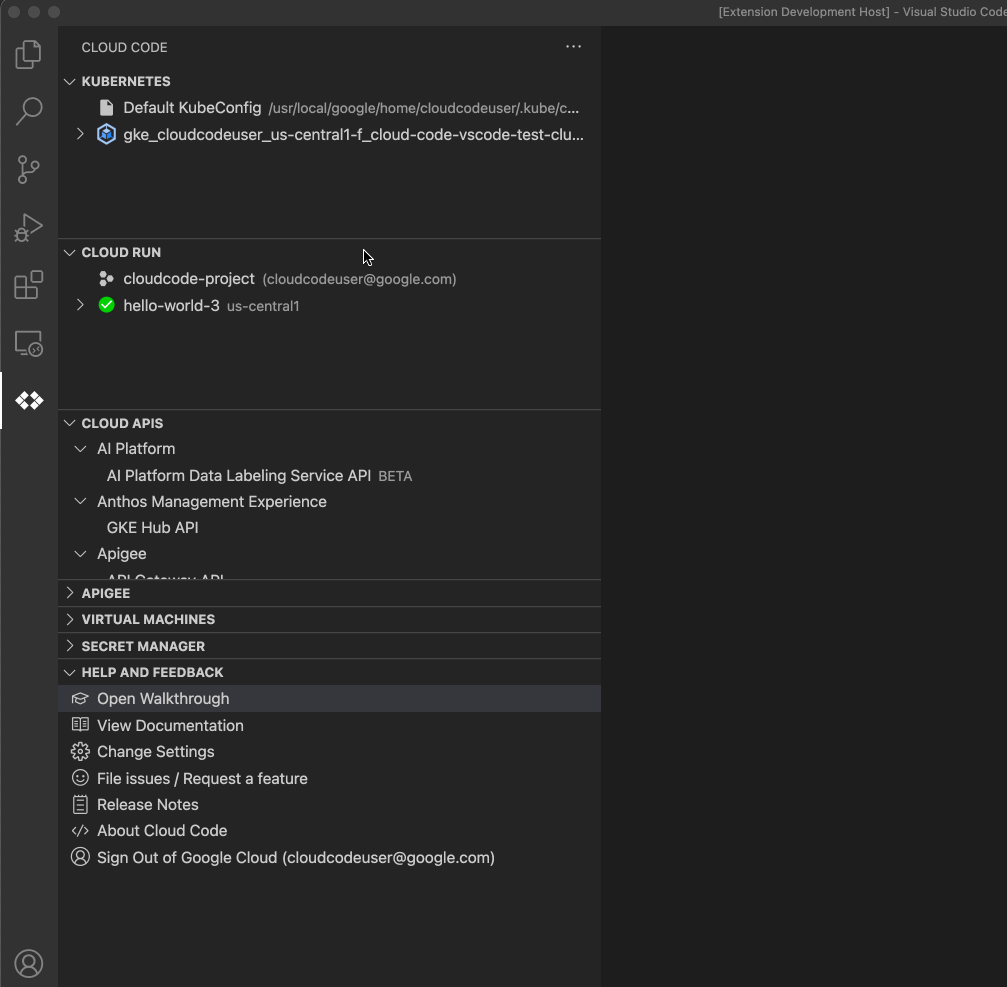 [Extension Development Host] - Visual Studio Code
CLOUD CODE
KUBERNETES
Default KubeConfig /usr/local/google/home/cloudcodeuser/.kube/c...
gke_cloudcodeuser_us-central1-f_cloud-code-vscode-test-clu...
CLOUD RUN
cloudcode-project (cloudcodeuser@google.com)
hello-world-3 us-central1
CLOUD APIS
AI Platform
AI Platform Data Labeling Service API BETA
Anthos Management Experience
GKE Hub API
Apigee
API Gateway API
APIGEE
VIRTUAL MACHINES
SECRET MANAGER
HELP AND FEEDBACK
Open Walkthrough
View Documentation
Change Settings
File issues / Request a feature
Release Notes
About Cloud Code
Sign Out of Google Cloud (cloudcodeuser@google.com)